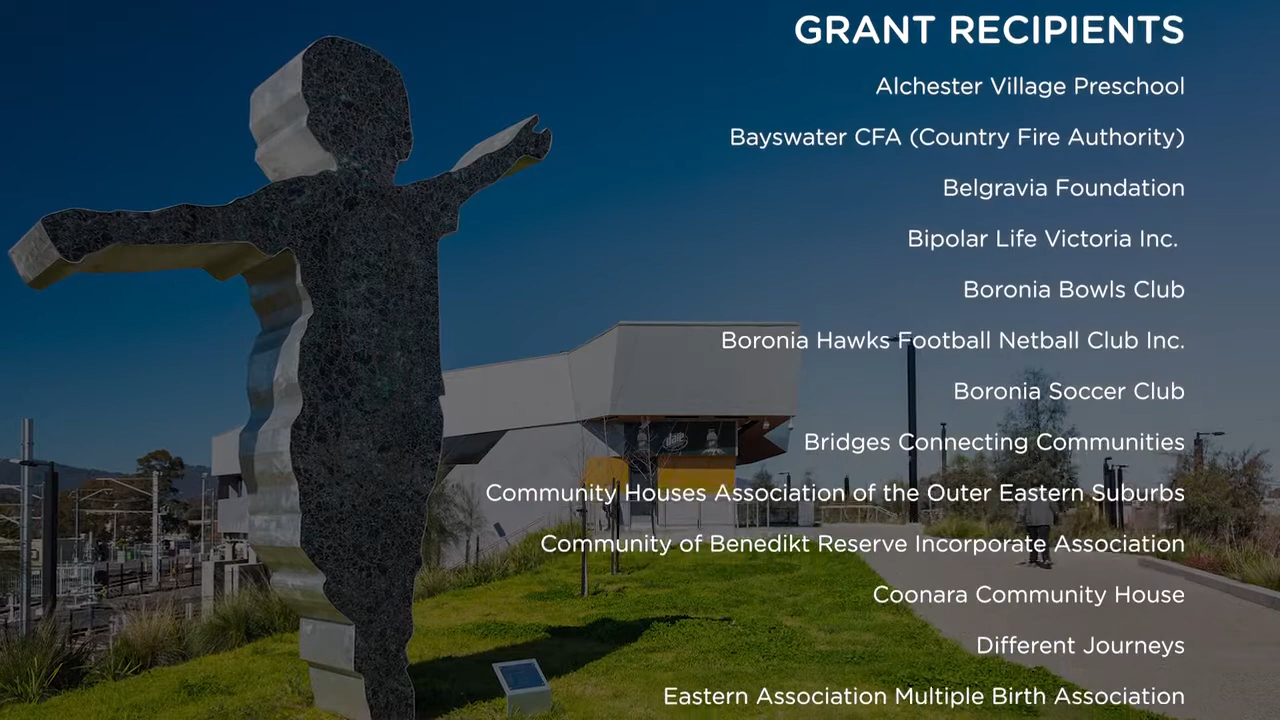 GRANT RECIPIENTS
Alchester Village Preschool
Bayswater CFA (Country Fire Authority)
Belgravia Foundation
Bipolar Life Victoria Inc.
Boronia Bowls Club
Boronia Hawks Football Netball Club Inc.
Boronia Soccer Club
Bridges Connecting Communities
Community Houses Association of the Outer Eastern Suburbs
Community of Benedikt Reserve Incorporate Association
Coonara Community House
Different Journeys
Eastern Association Multiple Birth Association